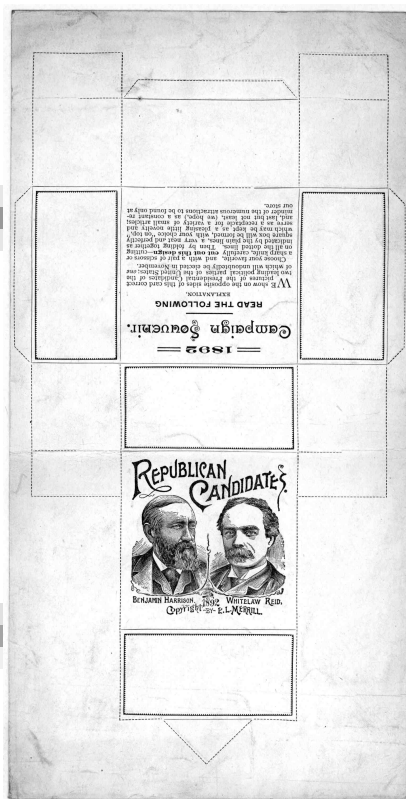 1892
Campaign Souvenir.
READ THE FOLLOWING
EXPLANATION.
WE show on the opposite sides of this card correct
pictures of the Presidential Candidates of the
two leading political parties of the United States; one
of which will undoubtedly be elected in November.
Choose your favorite, and with a pair of scissors or
a sharp knife, carefully cut out this design—cutting
on all the dotted lines. Then by folding together as
indicated by the plain lines, a very neat and perfectly
square box will be formed, with your choice "on top,"
which may be kept as a pleasing little novelty and
serve as a receptacle for a variety of small articles;
and, last but not least, (we hope,) as a constant re-
minder of the numerous attractions to be found only at
our store.
REPUBLICAN
CANDIDATES.
BENJAMIN HARRISON, WHITELAW REID,
1892
Copyright BY E.L. MERRILL.